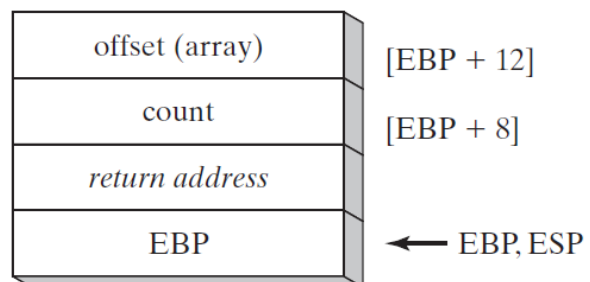 offset (array)
[EBP + 12]
count
[EBP + 8]
return address
EBP
EBP, ESP